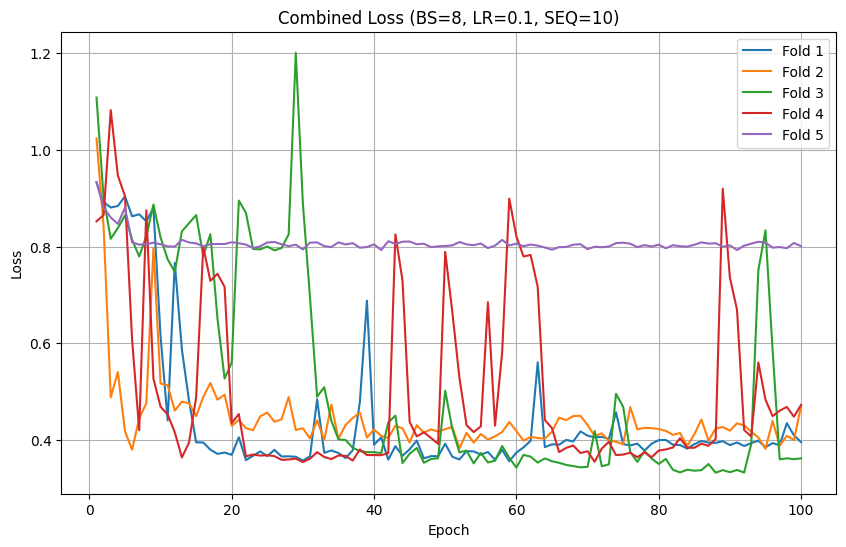 Combined Loss (BS=8, LR=0.1, SEQ=10)
Fold 1
Fold 2
Fold 3
Fold 4
Fold 5
Loss
1.2
1.0
0.8
0.6
0.4
0 20 40 60 80 100
Epoch